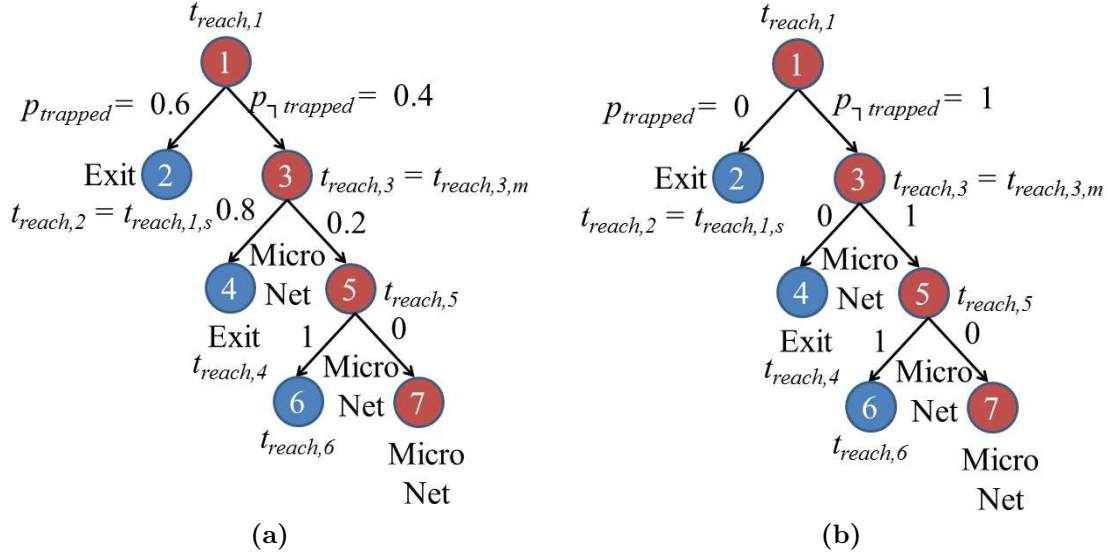 t_reach,1
1
p_trapped = 0.6
p_┐trapped = 0.4
Exit
2
3
t_reach,3 = t_reach,3,m
t_reach,2 = t_reach,1,s
0.8
0.2
Micro
Net
4
5
t_reach,5
Exit
t_reach,4
1
0
Micro
Net
6
7
t_reach,6
Micro
Net
(a)
t_reach,1
1
p_trapped = 0
p_┐trapped = 1
Exit
2
3
t_reach,3 = t_reach,3,m
t_reach,2 = t_reach,1,s
0
1
Micro
Net
4
5
t_reach,5
Exit
t_reach,4
1
0
Micro
Net
6
7
t_reach,6
Micro
Net
(b)